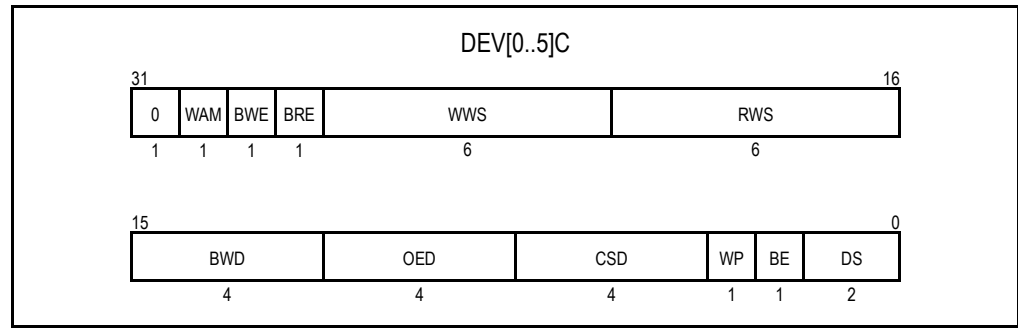 DEV[0..5]C
31 16
0 WAM BWE BRE WWS RWS
1 1 1 1 6 6
15 0
BWD OED CSD WP BE DS
4 4 4 1 1 2